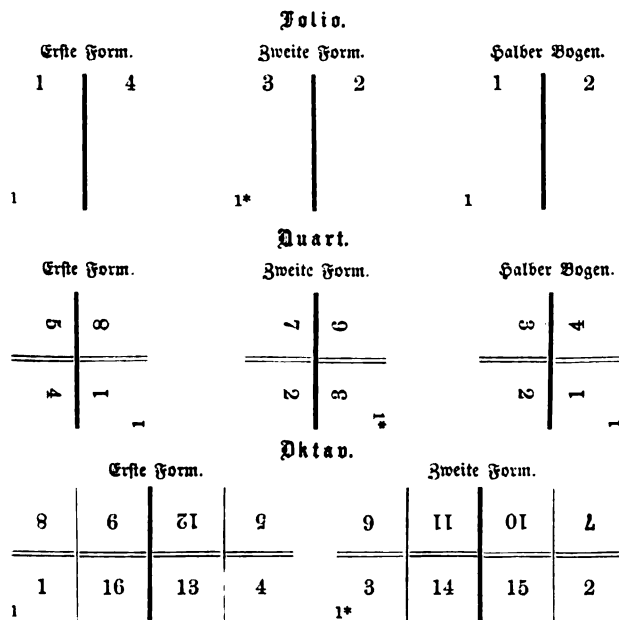 Folio.
Erste Form. Zweite Form. Halber Bogen.
1 4 3 2 1 2
1 1* 1
Quart.
Erste Form. Zweite Form. Halber Bogen.
5 8 7 6 3 4
4 1 2 3 2 1
1 1* 1
Oktav.
Erste Form. Zweite Form.
8 9 12 5 6 11 10 7
1 16 13 4 3 14 15 2
1 1*